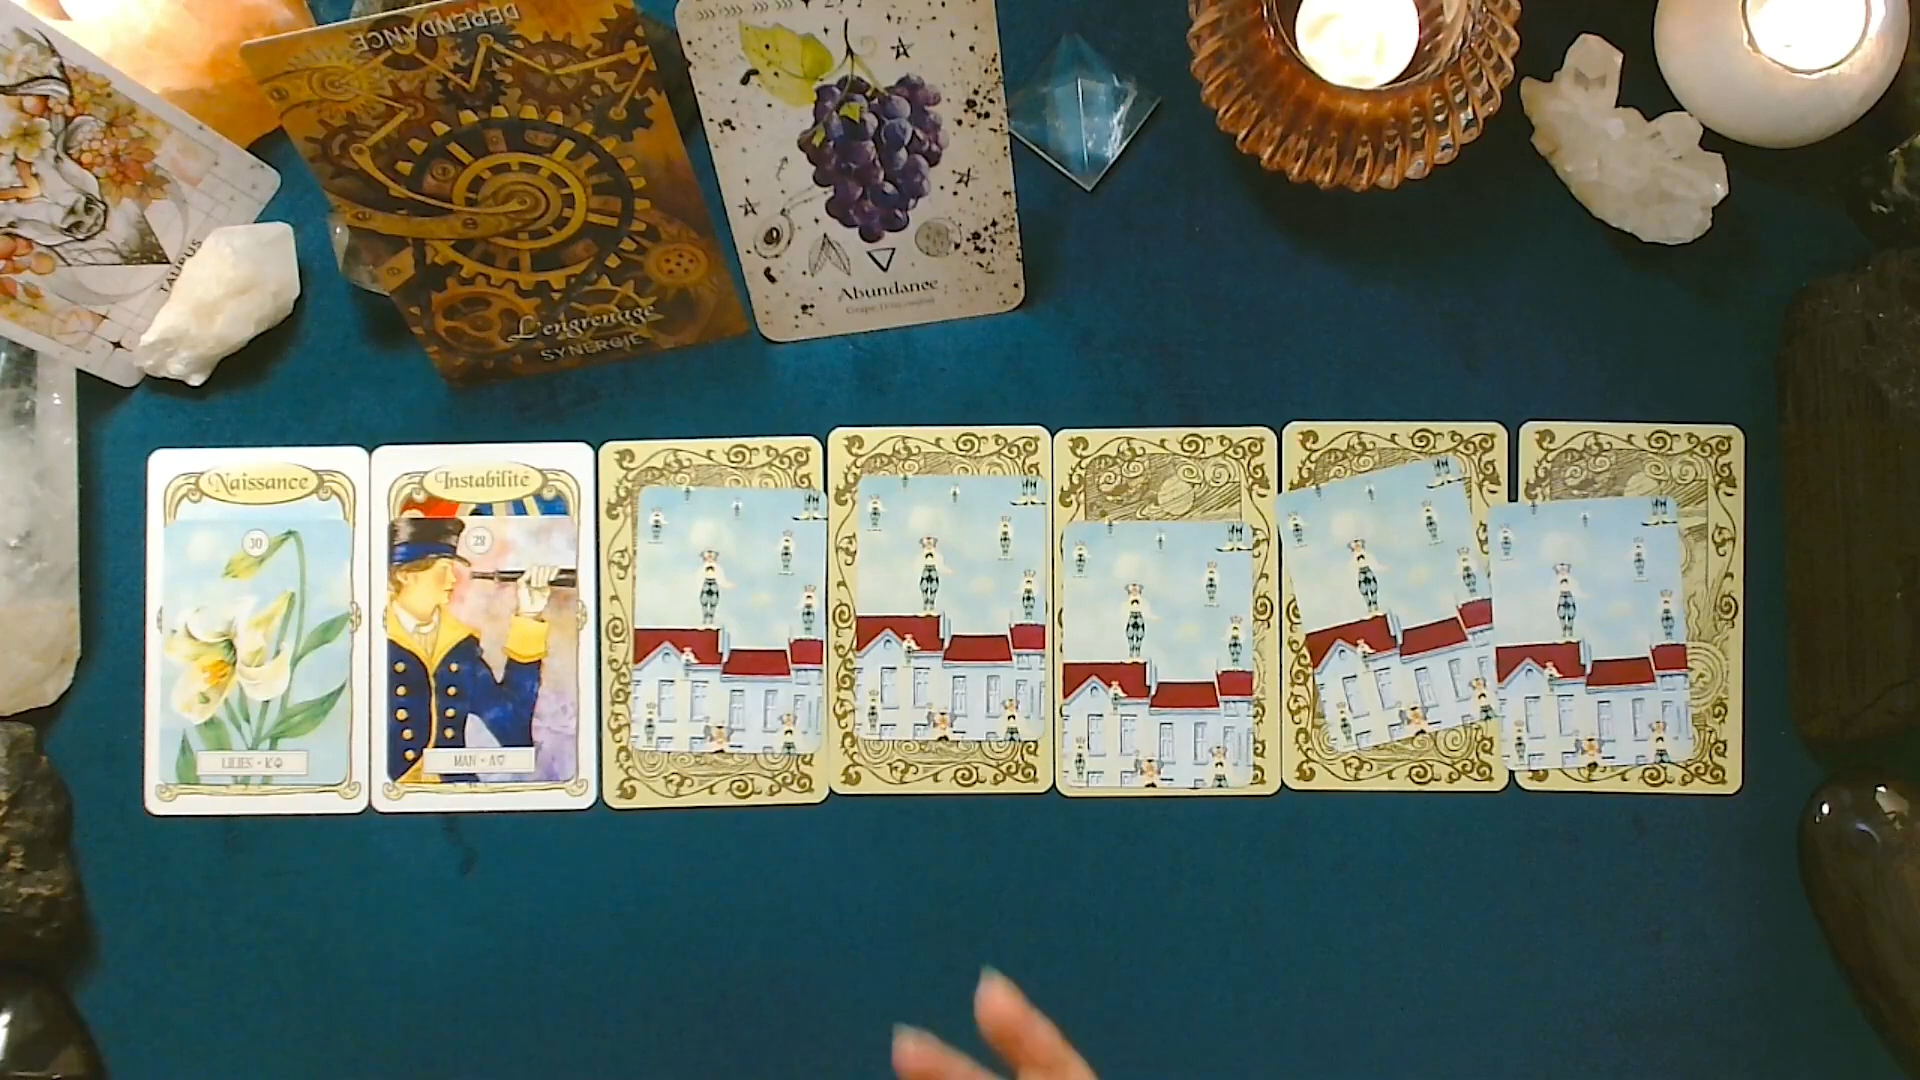 DEPENDANCE
L'engrenage
SYNERGIE
Abundance
TAURUS
Naissance
30
LILIES • K
Instabilité
28
MAN • A♡